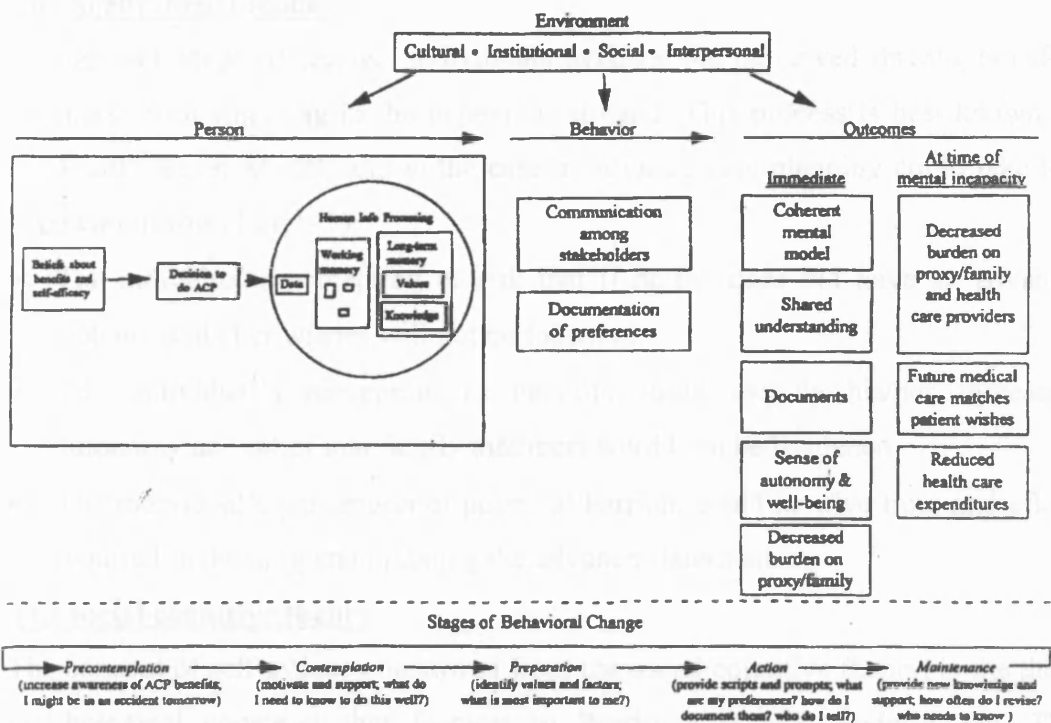 Environment
Cultural • Institutional • Social • Interpersonal
Person
Behavior
Outcomes
Immediate
At time of
mental incapacity
Beliefs about
benefits and
self-efficacy
Decision to
do ACP
Human Info Processing
Data
Working
memory
Long-term
memory
Values
Knowledge
Communication
among
stakeholders
Documentation
of preferences
Coherent
mental
model
Shared
understanding
Documents
Sense of
autonomy &
well-being
Decreased
burden on
proxy/family
Decreased
burden on
proxy/family
and health
care providers
Future medical
care matches
patient wishes
Reduced
health care
expenditures
Stages of Behavioral Change
Precontemplation
(increase awareness of ACP benefits,
I might be in an accident tomorrow)
Contemplation
(motivate and support; what do
I need to know to do this well?)
Preparation
(identify values and factors;
what is most important to me?)
Action
(provide scripts and prompts; what
are my preferences? how do I
document them? who do I tell?)
Maintenance
(provide new knowledge and
support; how often do I revise?
who needs to know)